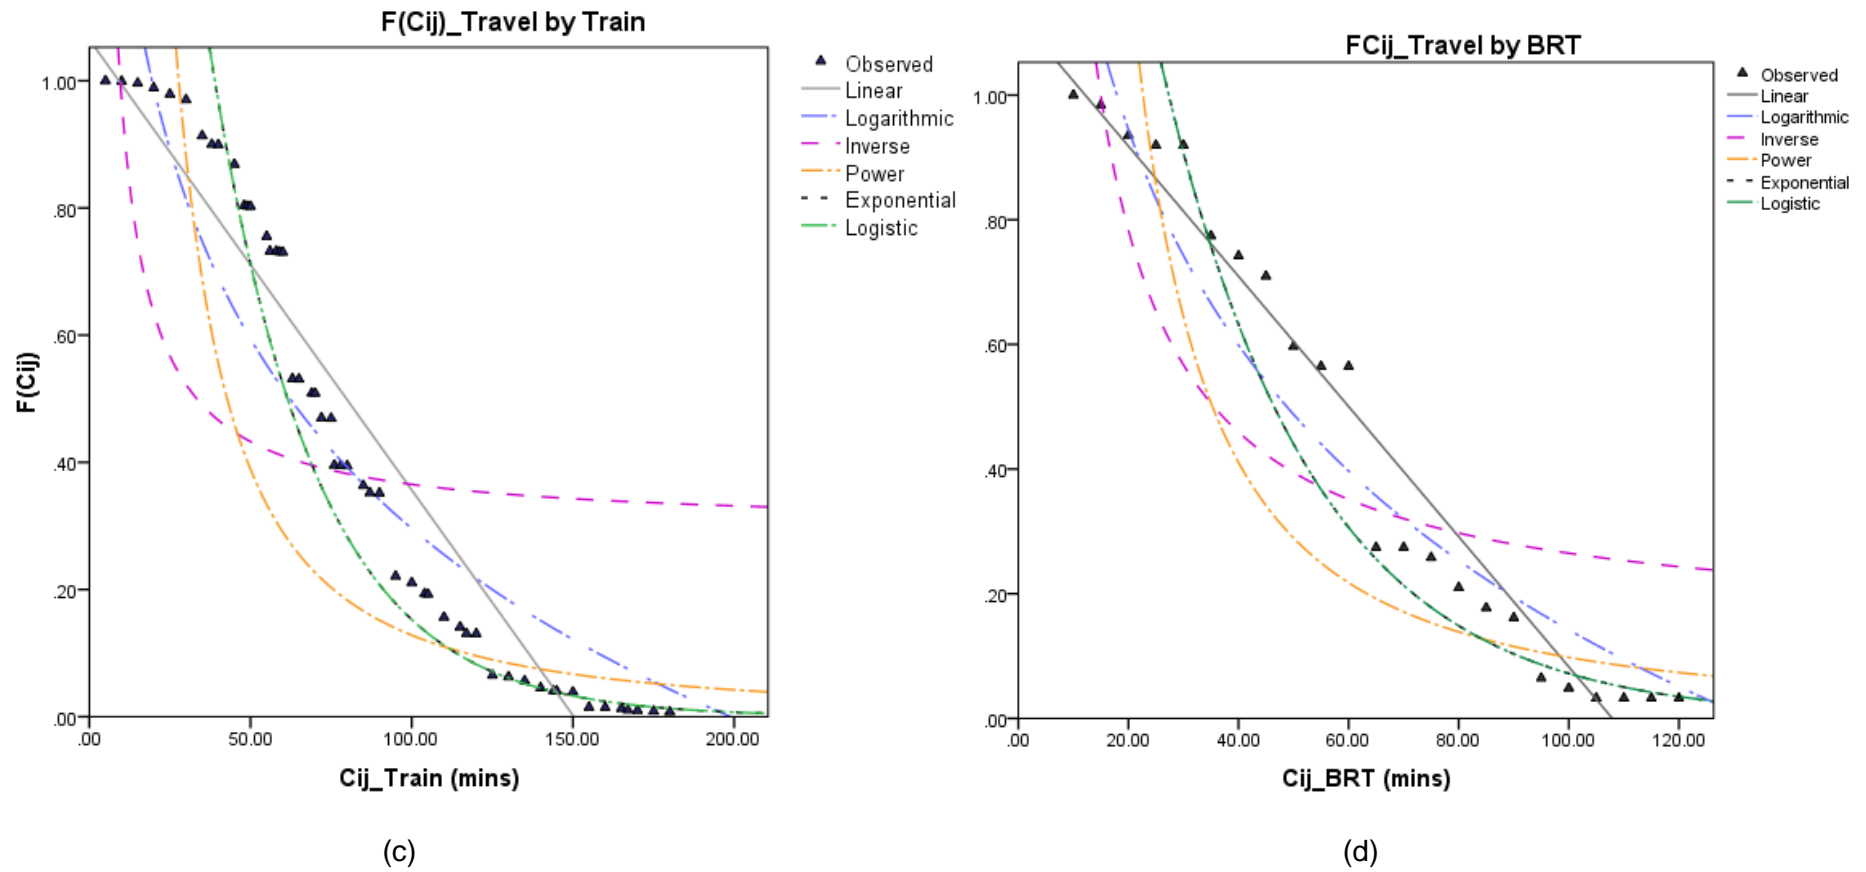 F(Cij)_Travel by Train
F(Cij)
1.00
.80
.60
.40
.20
.00
.00 50.00 100.00 150.00 200.00
Cij_Train (mins)
Observed
Linear
Logarithmic
Inverse
Power
Exponential
Logistic
(c)
FCij_Travel by BRT
1.00
.80
.60
.40
.20
.00
.00 20.00 40.00 60.00 80.00 100.00 120.00
Cij_BRT (mins)
Observed
Linear
Logarithmic
Inverse
Power
Exponential
Logistic
(d)